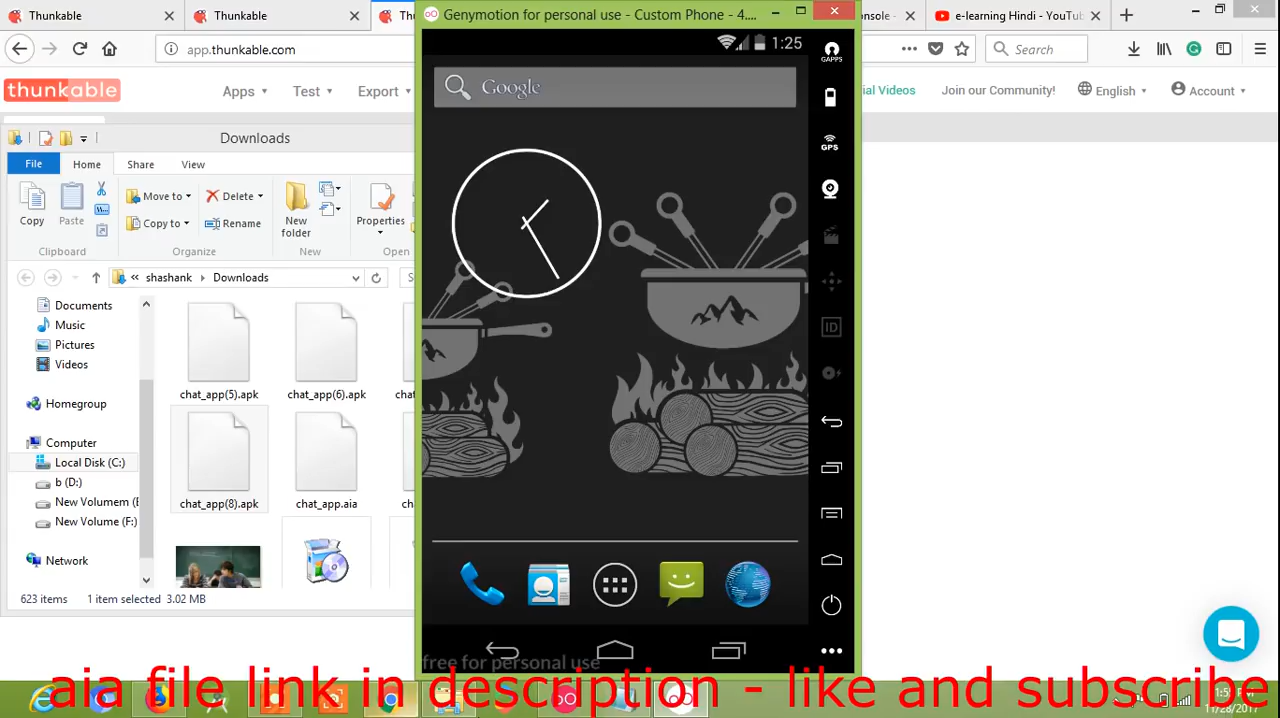 Thunkable
Thunkable
Thu
Genymotion for personal use - Custom Phone - 4....
onsole -
e-learning Hindi - YouTu
app.thunkable.com
Search
thunkable
Apps
Test
Export
ial Videos
Join our Community!
English
Account
1:25
GAPPS
Google
GPS
ID
Downloads
File
Home
Share
View
Copy
Paste
Move to
Copy to
Delete
Rename
New
folder
Properties
Clipboard
Organize
New
Open
shashank
Downloads
Documents
Music
Pictures
Videos
Homegroup
Computer
Local Disk (C:)
b (D:)
New Volumem (E
New Volume (F:)
Network
chat_app(5).apk
chat_app(6).apk
chat_app(8).apk
chat_app.aia
623 items
1 item selected
3.02 MB
free for personal use
aia file link in description - like and subscribe
11/28/2017